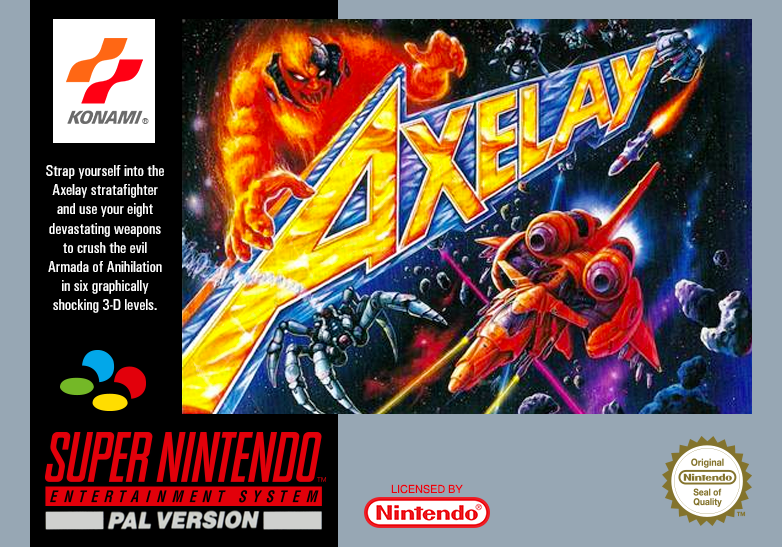 KONAMI®
Strap yourself into the
Axelay stratafighter
and use your eight
devastating weapons
to crush the evil
Armada of Anihilation
in six graphically
shocking 3-D levels.
AXELAY
SUPER NINTENDO™
ENTERTAINMENT SYSTEM
PAL VERSION
LICENSED BY
Nintendo®
Original
Nintendo
Seal of
Quality
TM